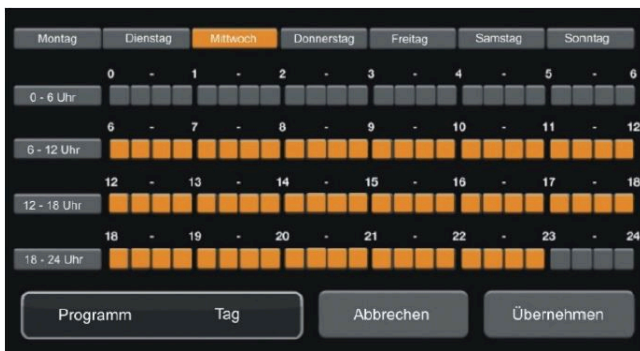 Montag Dienstag Mittwoch Donnerstag Freitag Samstag Sonntag
0 - 1 - 2 - 3 - 4 - 5 - 6
0 - 6 Uhr
6 - 7 - 8 - 9 - 10 - 11 - 12
6 - 12 Uhr
12 - 13 - 14 - 15 - 16 - 17 - 18
12 - 18 Uhr
18 - 19 - 20 - 21 - 22 - 23 - 24
18 - 24 Uhr
Programm Tag Abbrechen Übernehmen